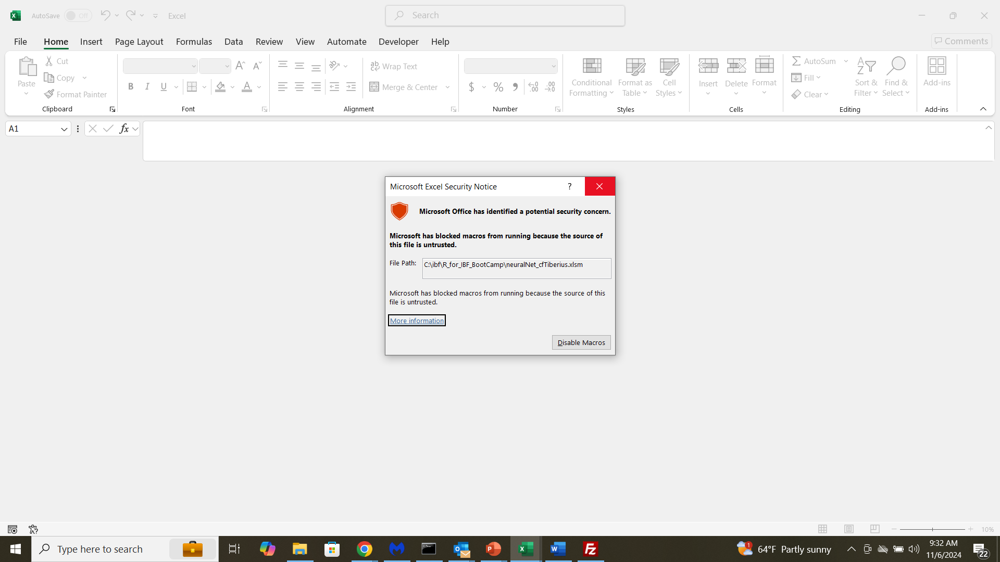 AutoSave Off Excel Search
File Home Insert Page Layout Formulas Data Review View Automate Developer Help Comments
Paste
Cut
Copy
Format Painter
Clipboard
B I U A
Font
ab Wrap Text
Merge & Center
Alignment
$ % 9 .00 .00
Number
Conditional Formatting
Format as Table
Cell Styles
Styles
Insert Delete Format
Cells
AutoSum
Fill
Clear
Sort & Filter
Find & Select
Editing
Add-ins
Add-ins
A1 fx
Microsoft Excel Security Notice ?
Microsoft Office has identified a potential security concern.
Microsoft has blocked macros from running because the source of
this file is untrusted.
File Path: C:\ibf\R_for_IBF_BootCamp\neuralNet_cfTiberius.xlsm
Microsoft has blocked macros from running because the source of this
file is untrusted.
More information
Disable Macros
10%
Type here to search 1 64°F Partly sunny 9:32 AM
11/6/2024 22